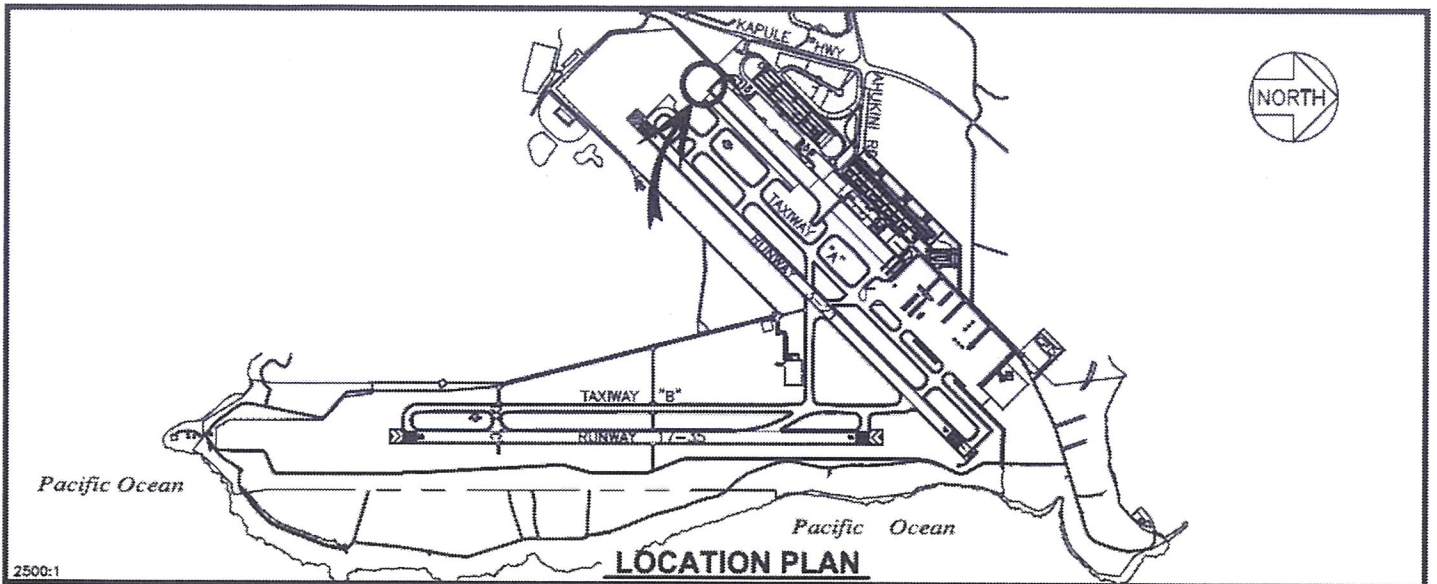 KAPULE HWY
AHUKINI RD
NORTH
TAXIWAY
"A"
RUNWAY
TAXIWAY "B"
RUNWAY 17-35
Pacific Ocean
Pacific Ocean
LOCATION PLAN
2500:1